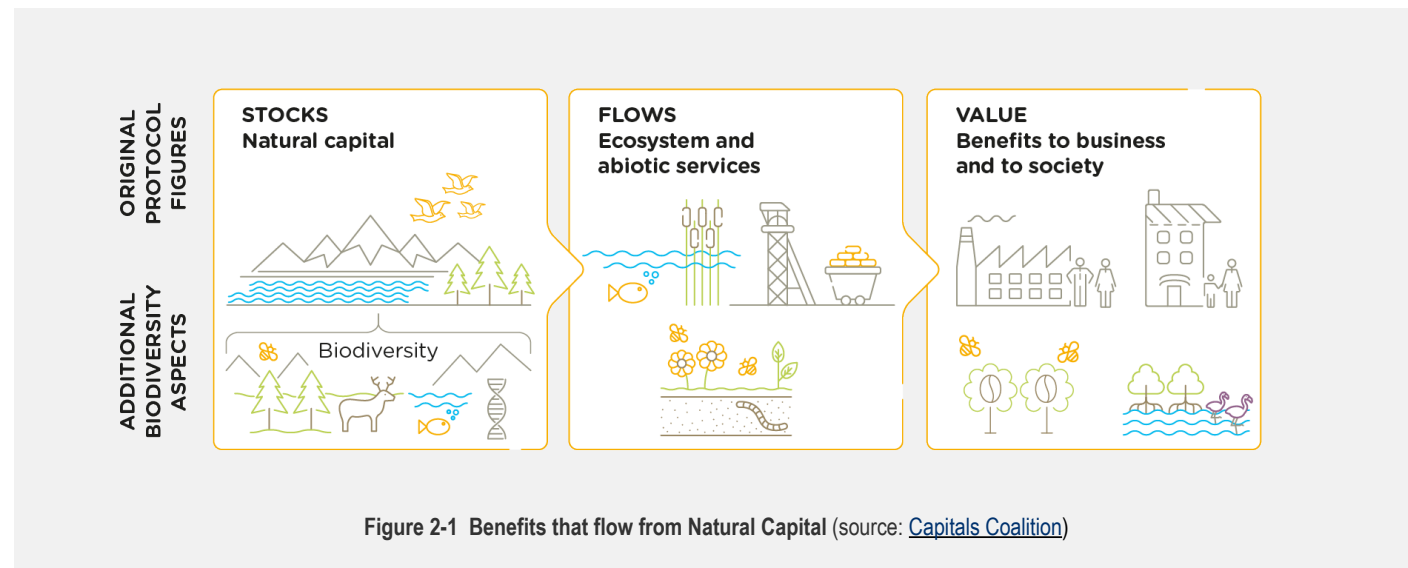 ORIGINAL
PROTOCOL
FIGURES
STOCKS
Natural capital
FLOWS
Ecosystem and
abiotic services
VALUE
Benefits to business
and to society
ADDITIONAL
BIODIVERSITY
ASPECTS
Biodiversity
Figure 2-1 Benefits that flow from Natural Capital (source: Capitals Coalition)